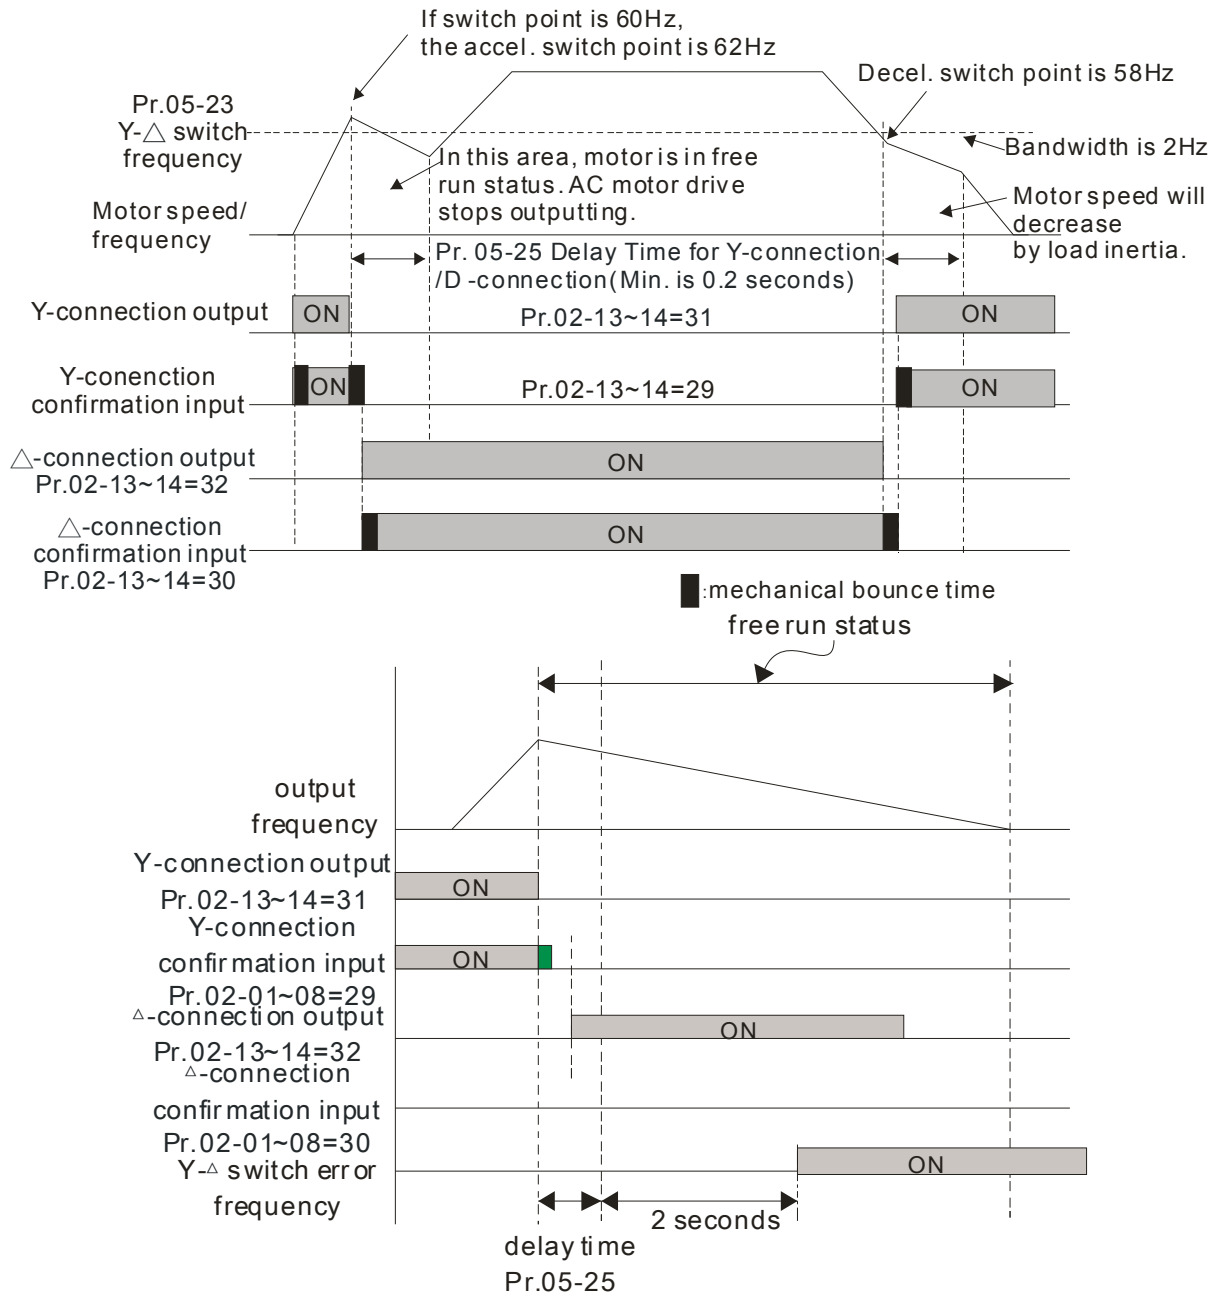 If switch point is 60Hz,
the accel. switch point is 62Hz
Decel. switch point is 58Hz
Pr.05-23
Y-△ switch
frequency
Bandwidth is 2Hz
In this area, motor is in free
run status. AC motor drive
stops outputting.
Motor speed/
frequency
Motor speed will
decrease
by load inertia.
Pr. 05-25 Delay Time for Y-connection
/D -connection(Min. is 0.2 seconds)
Y-connection output
ON
Pr.02-13~14=31
ON
Y-conenction
confirmation input
ON
Pr.02-13~14=29
ON
△-connection output
Pr.02-13~14=32
ON
△-connection
confirmation input
Pr.02-13~14=30
ON
:mechanical bounce time
free run status
output
frequency
Y-connection output
Pr.02-13~14=31
ON
Y-connection
confirmation input
Pr.02-01~08=29
ON
△-connection output
Pr.02-13~14=32
ON
△-connection
confirmation input
Pr.02-01~08=30
Y-△ switch error
frequency
ON
2 seconds
delay time
Pr.05-25